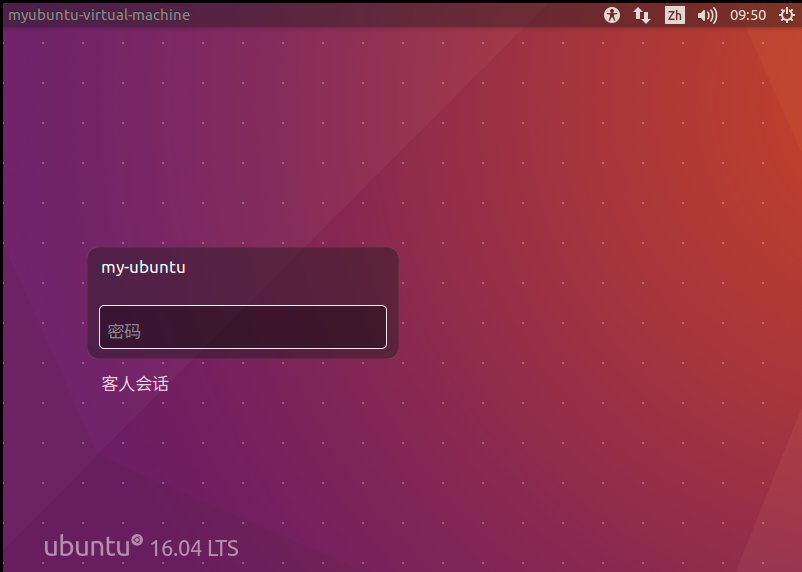 myubuntu-virtual-machine Zh 09:50
my-ubuntu
密码
客人会话
ubuntu 16.04 LTS